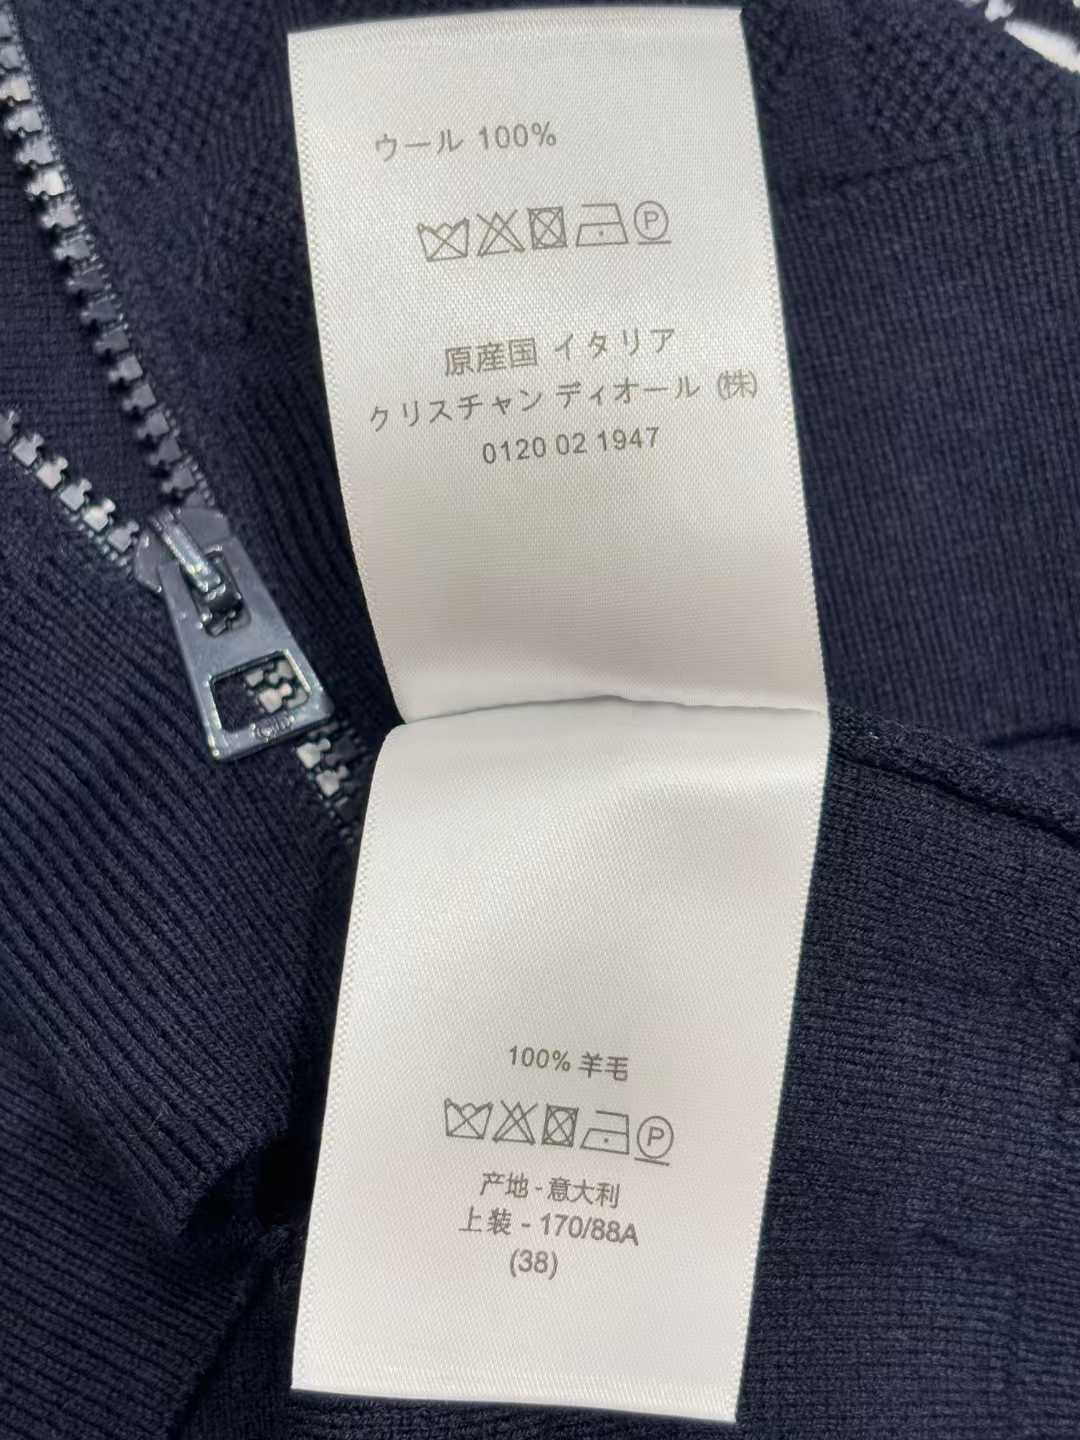 ウール 100%
P
原産国 イタリア
クリスチャン ディオール ㈱
0120 02 1947
100% 羊毛
P
产地 - 意大利
上装 - 170/88A
(38)